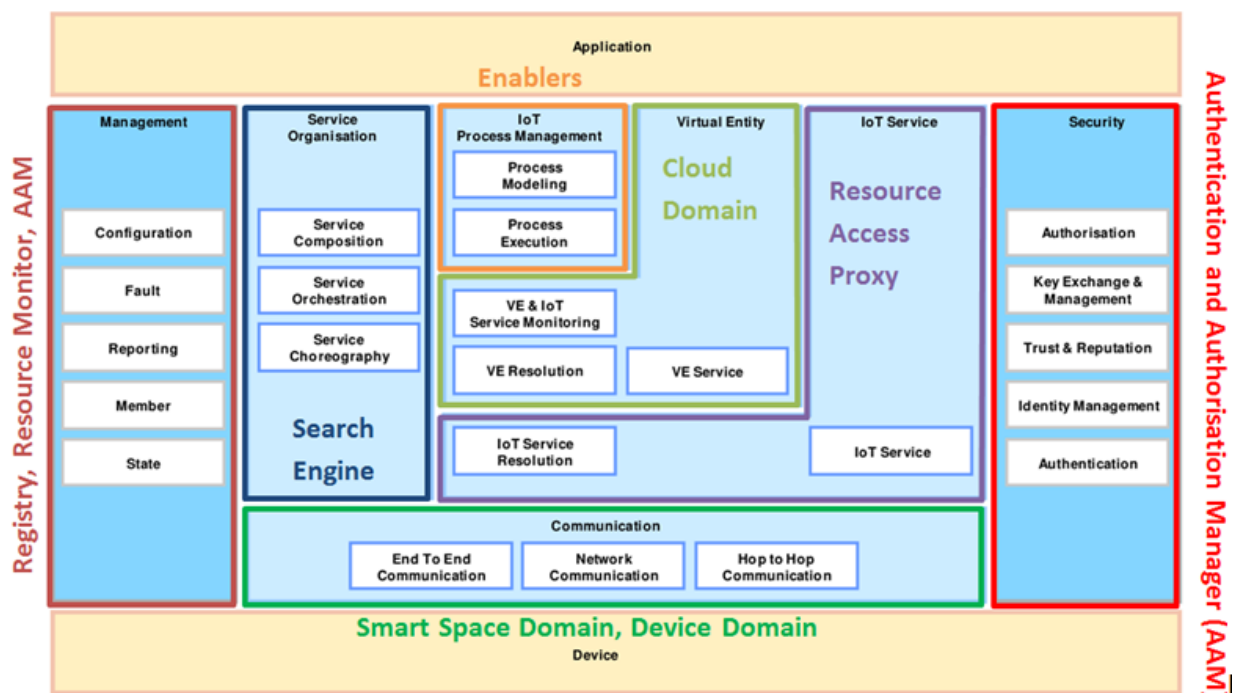 Application
Enablers
Registry, Resource Monitor, AAM
Management
Configuration
Fault
Reporting
Member
State
Service
Organisation
Service
Composition
Service
Orchestration
Service
Choreography
Search
Engine
IoT
Process Management
Process
Modeling
Process
Execution
VE & IoT
Service Monitoring
VE Resolution
Virtual Entity
Cloud
Domain
VE Service
IoT Service
Resource
Access
Proxy
IoT Service
Resolution
IoT Service
Security
Authorisation
Key Exchange &
Management
Trust & Reputation
Identity Management
Authentication
Authentication and Authorisation Manager (AAM)
Communication
End To End
Communication
Network
Communication
Hop to Hop
Communication
Smart Space Domain, Device Domain
Device